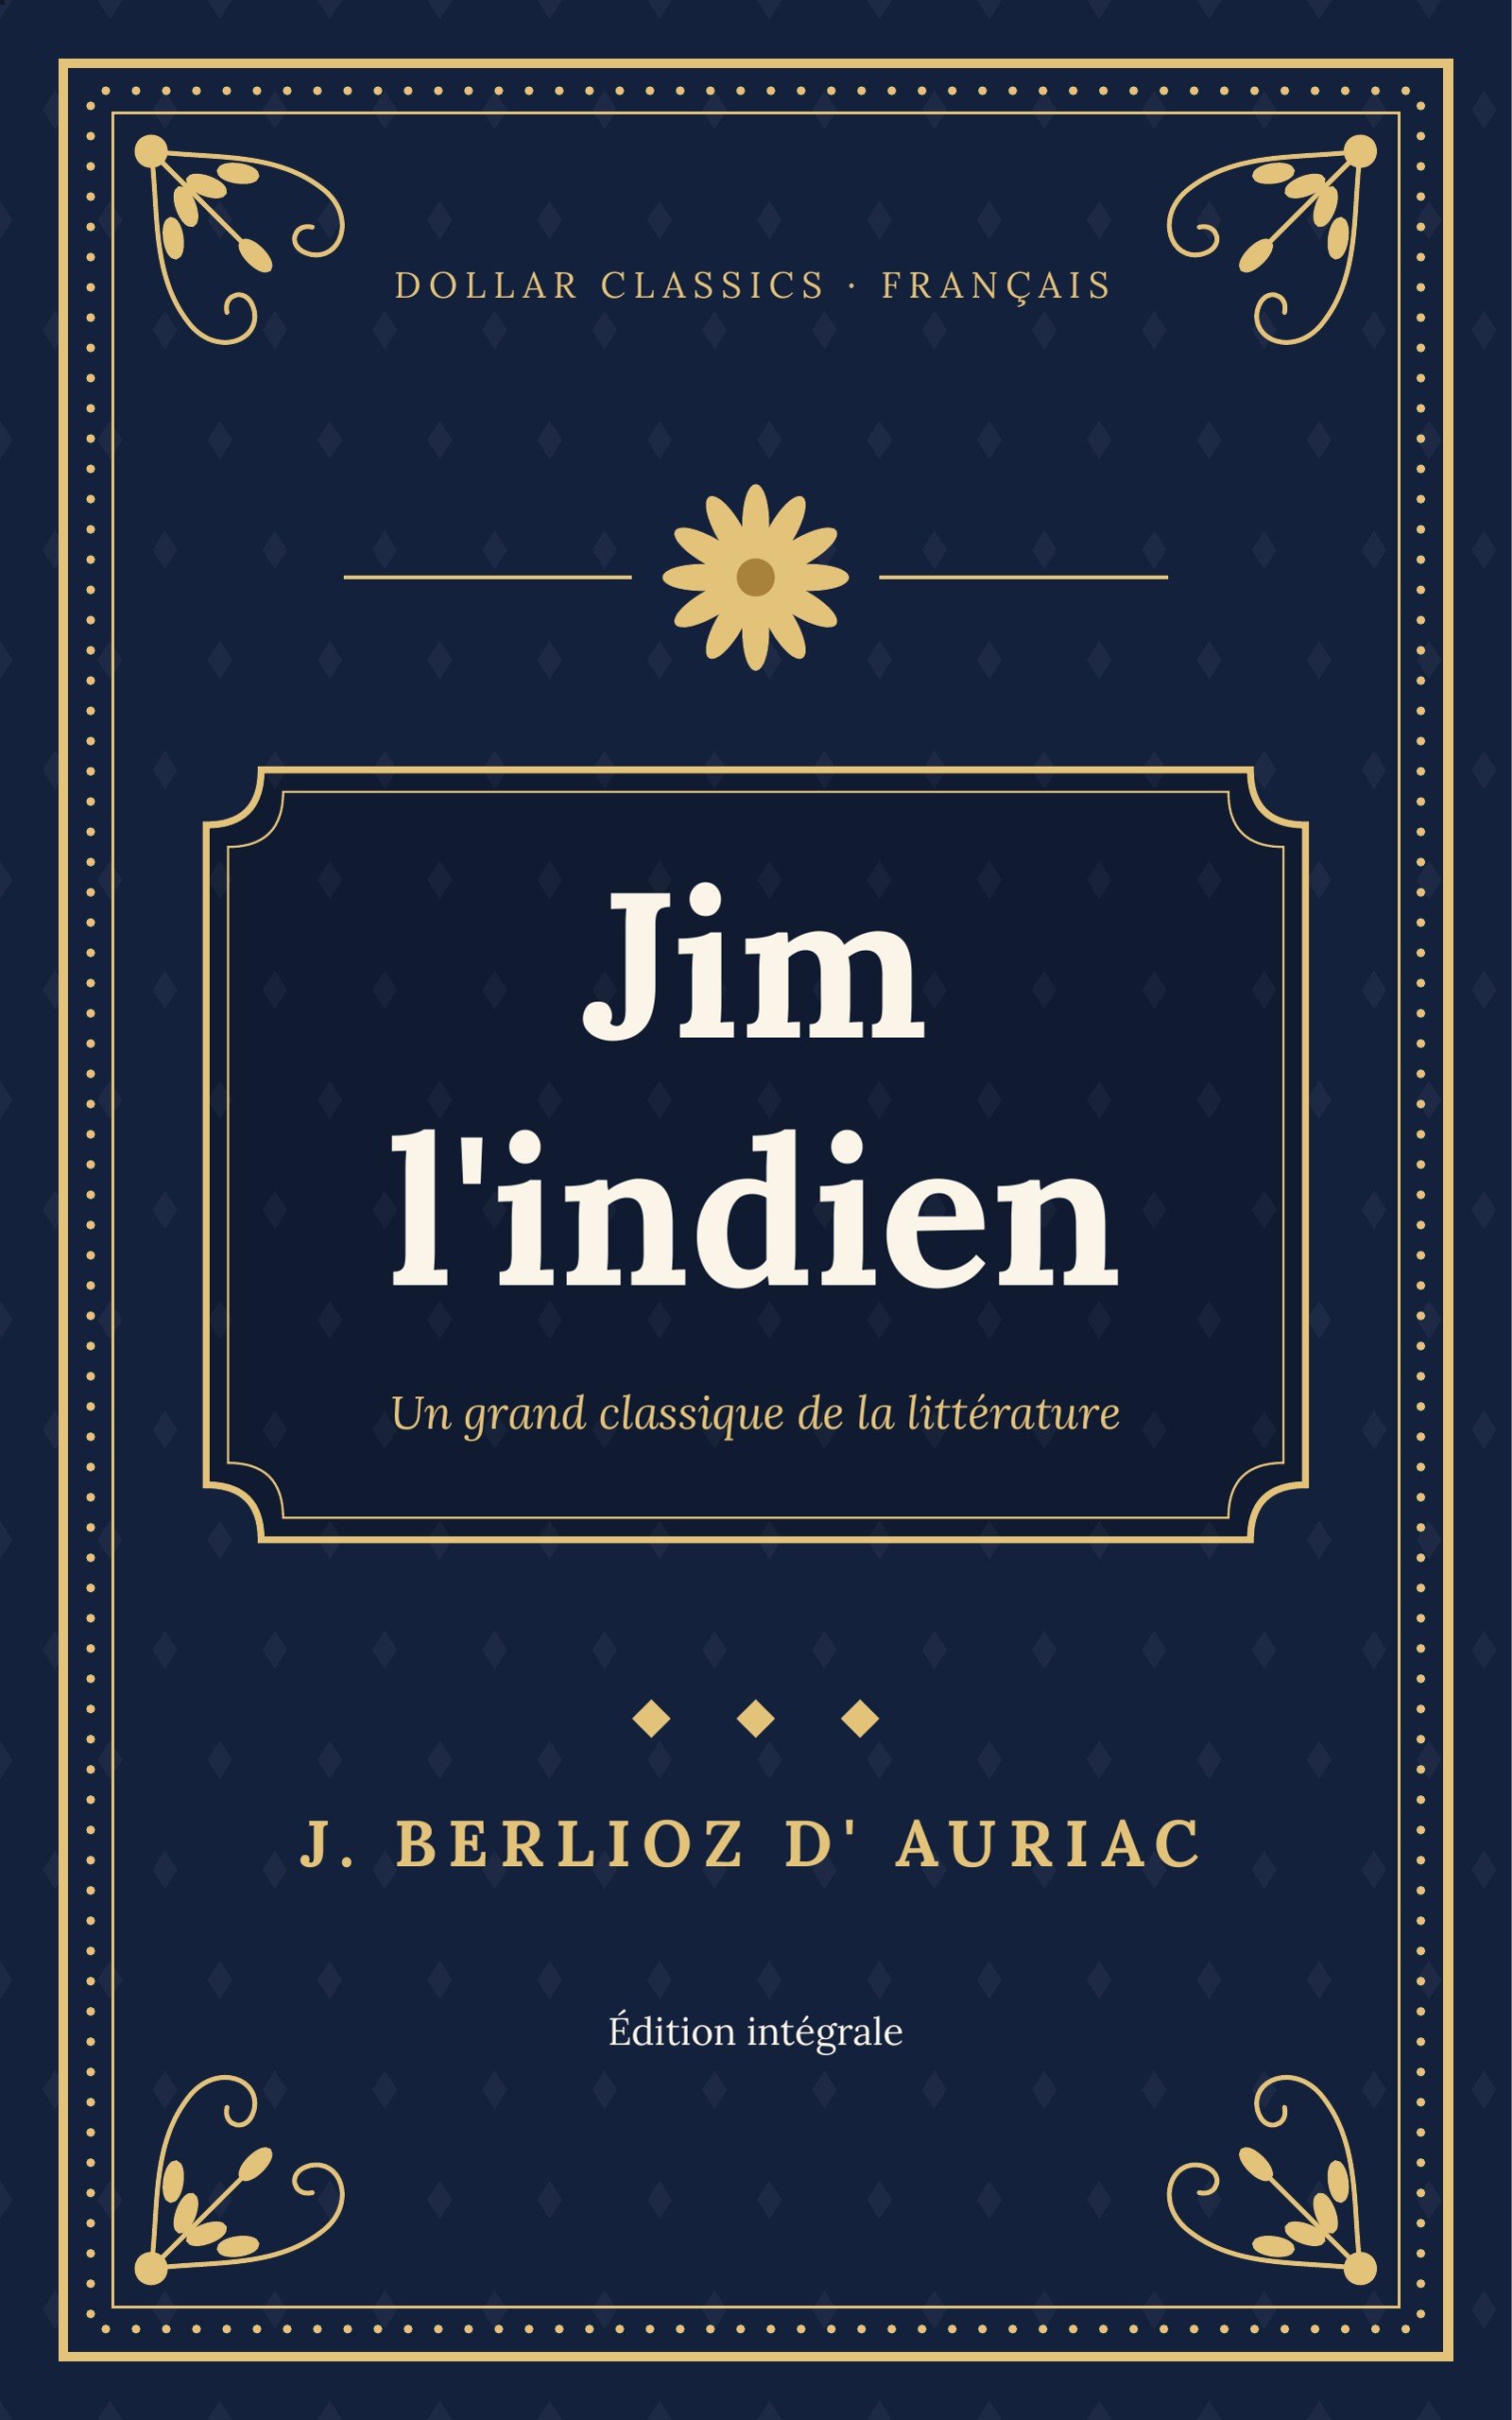 DOLLAR CLASSICS · FRANÇAIS
Jim
l'indien
Un grand classique de la littérature
J. BERLIOZ D' AURIAC
Édition intégrale